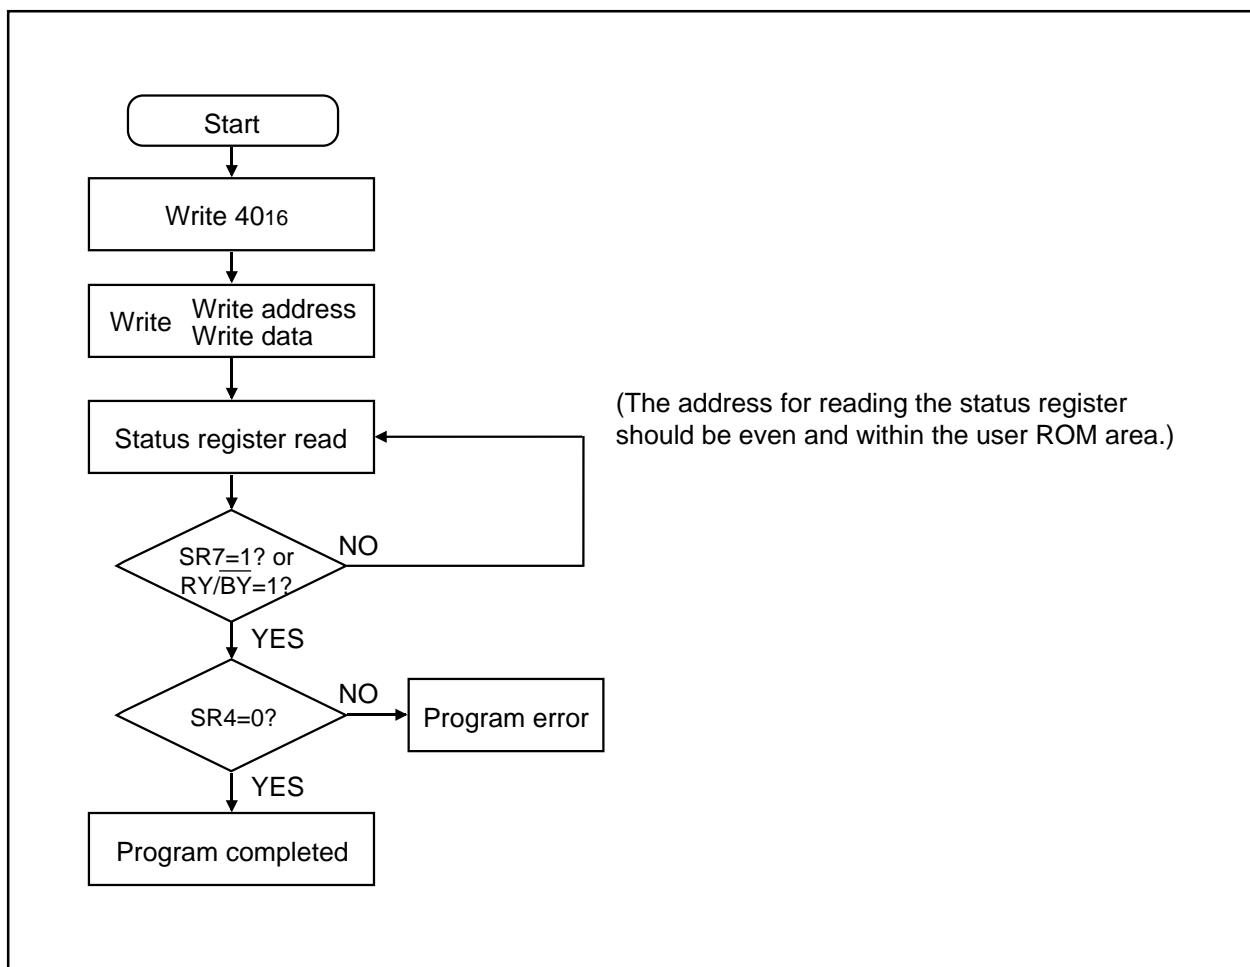 Start
Write 4016
Write Write address
Write data
Status register read
(The address for reading the status register
should be even and within the user ROM area.)
SR7=1? or
RY/BY=1?
NO
YES
SR4=0?
NO
Program error
YES
Program completed